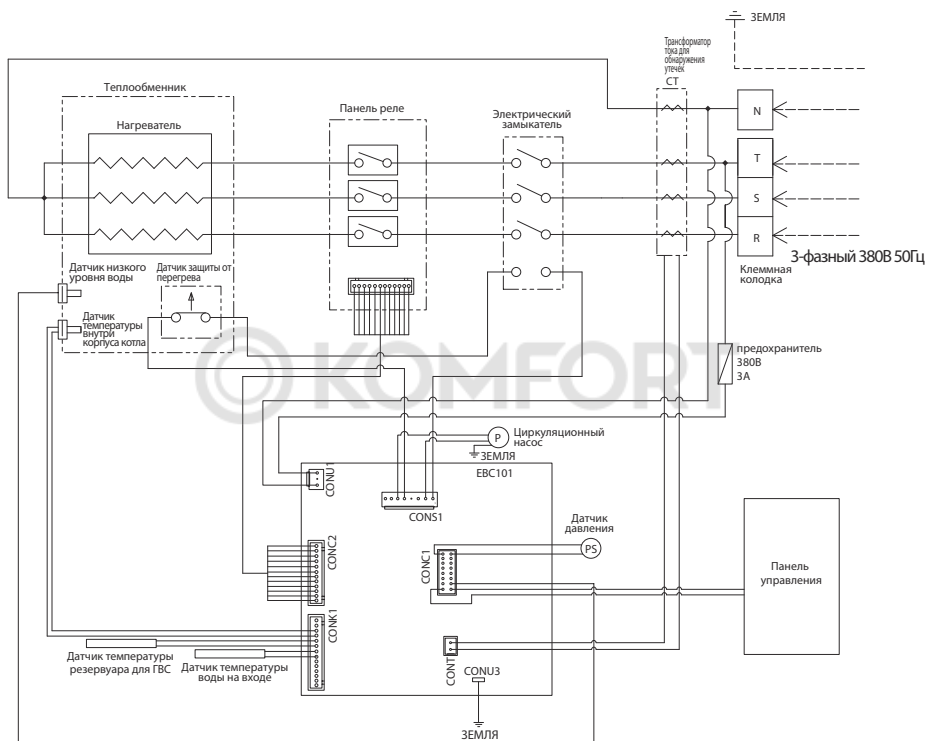 ЗЕМЛЯ
Трансформатор
тока для
обнаружения
утечек
CT
Теплообменник
Нагреватель
Панель реле
Электрический
замыкатель
N
T
S
R
3-фазный 380В 50Гц
Клеммная
колодка
Датчик низкого
уровня воды
Датчик защиты от
перегрева
Датчик
температуры
внутри
корпуса котла
KOMFORT
предохранитель
380В
3А
P
Циркуляционный
насос
ЗЕМЛЯ
EBC101
CONU1
CONS1
Датчик
давления
PS
CONC2
CONC1
Панель
управления
CONK1
Датчик температуры
резервуара для ГВС
Датчик температуры
воды на входе
CONT
CONU3
ЗЕМЛЯ